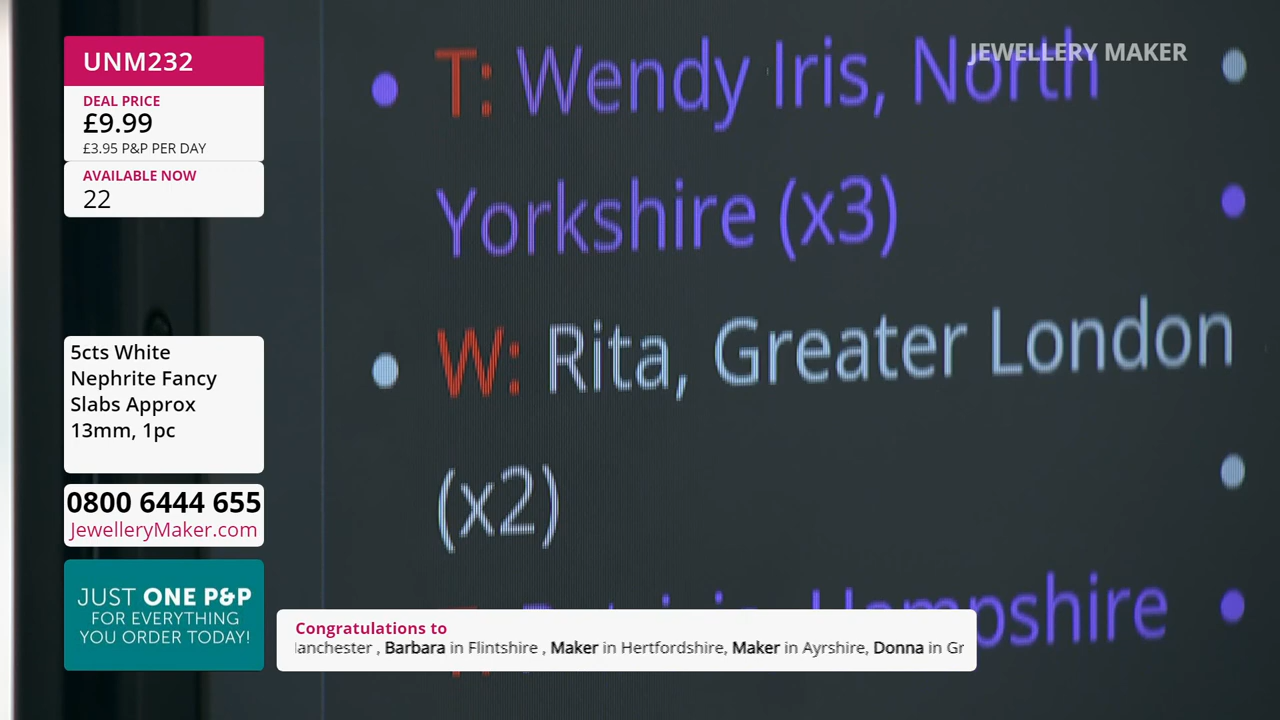 UNM232
DEAL PRICE
£9.99
£3.95 P&P PER DAY
AVAILABLE NOW
22
5cts White
Nephrite Fancy
Slabs Approx
13mm, 1pc
0800 6444 655
JewelleryMaker.com
JUST ONE P&P
FOR EVERYTHING
YOU ORDER TODAY!
JEWELLERY MAKER
T: Wendy Iris, North
Yorkshire (x3)
W: Rita, Greater London
(x2)
Hampshire
Congratulations to
Barbara in Flintshire , Maker in Hertfordshire, Maker in Ayrshire, Donna in